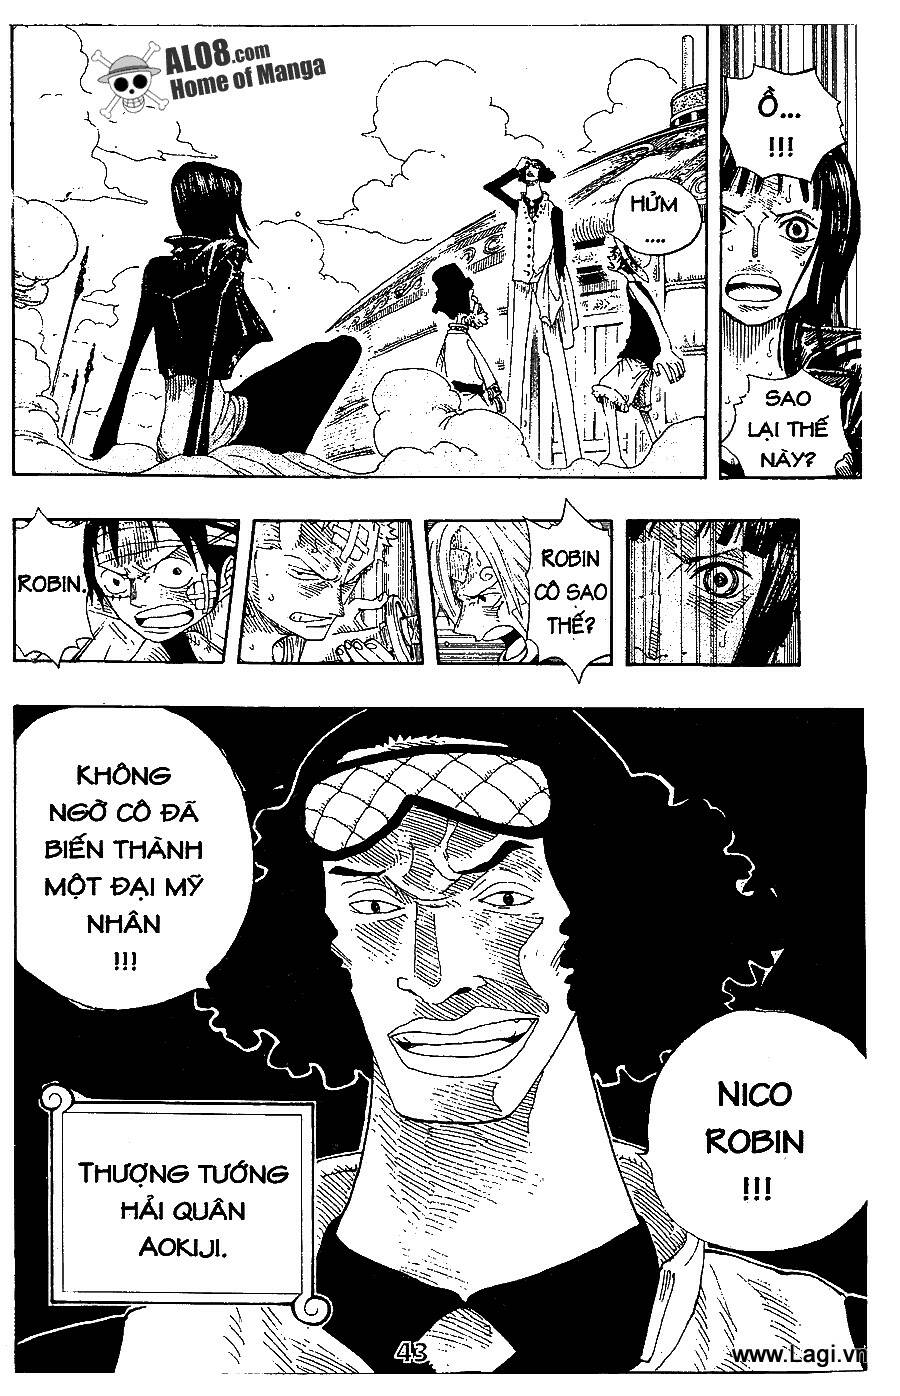 AL08.com
Home of Manga
HỬM
....
Ồ...
!!!
SAO
LẠI THẾ
NÀY?
ROBIN.
ROBIN
CÔ SAO
THẾ?
KHÔNG
NGỜ CÔ ĐÃ
BIẾN THÀNH
MỘT ĐẠI MỸ
NHÂN
!!!
NICO
ROBIN
!!!
THƯỢNG TƯỚNG
HẢI QUÂN
AOKIJI.
43
www.Lagi.vn